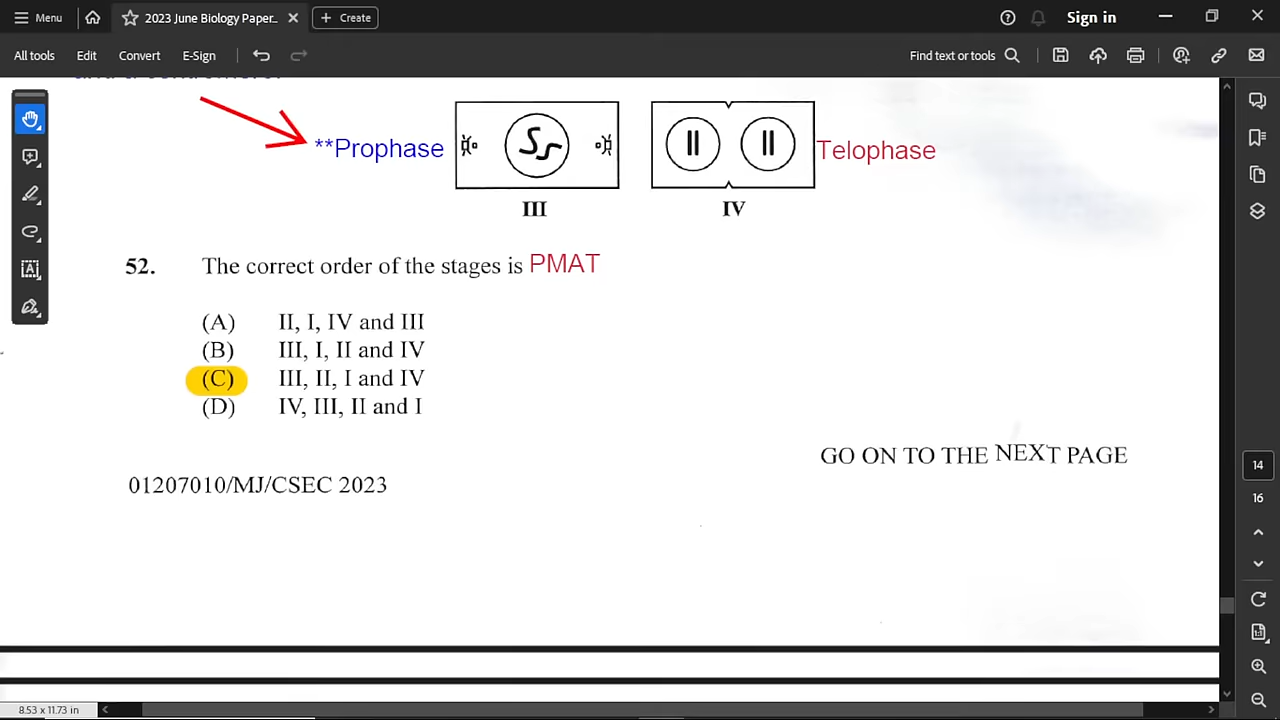 Menu
2023 June Biology Paper...
Create
Sign in
All tools
Edit
Convert
E-Sign
Find text or tools
**Prophase
Telophase
III
IV
52. The correct order of the stages is PMAT
(A) II, I, IV and III
(B) III, I, II and IV
(C) III, II, I and IV
(D) IV, III, II and I
GO ON TO THE NEXT PAGE
01207010/MJ/CSEC 2023
14
16
8.53 x 11.73 in